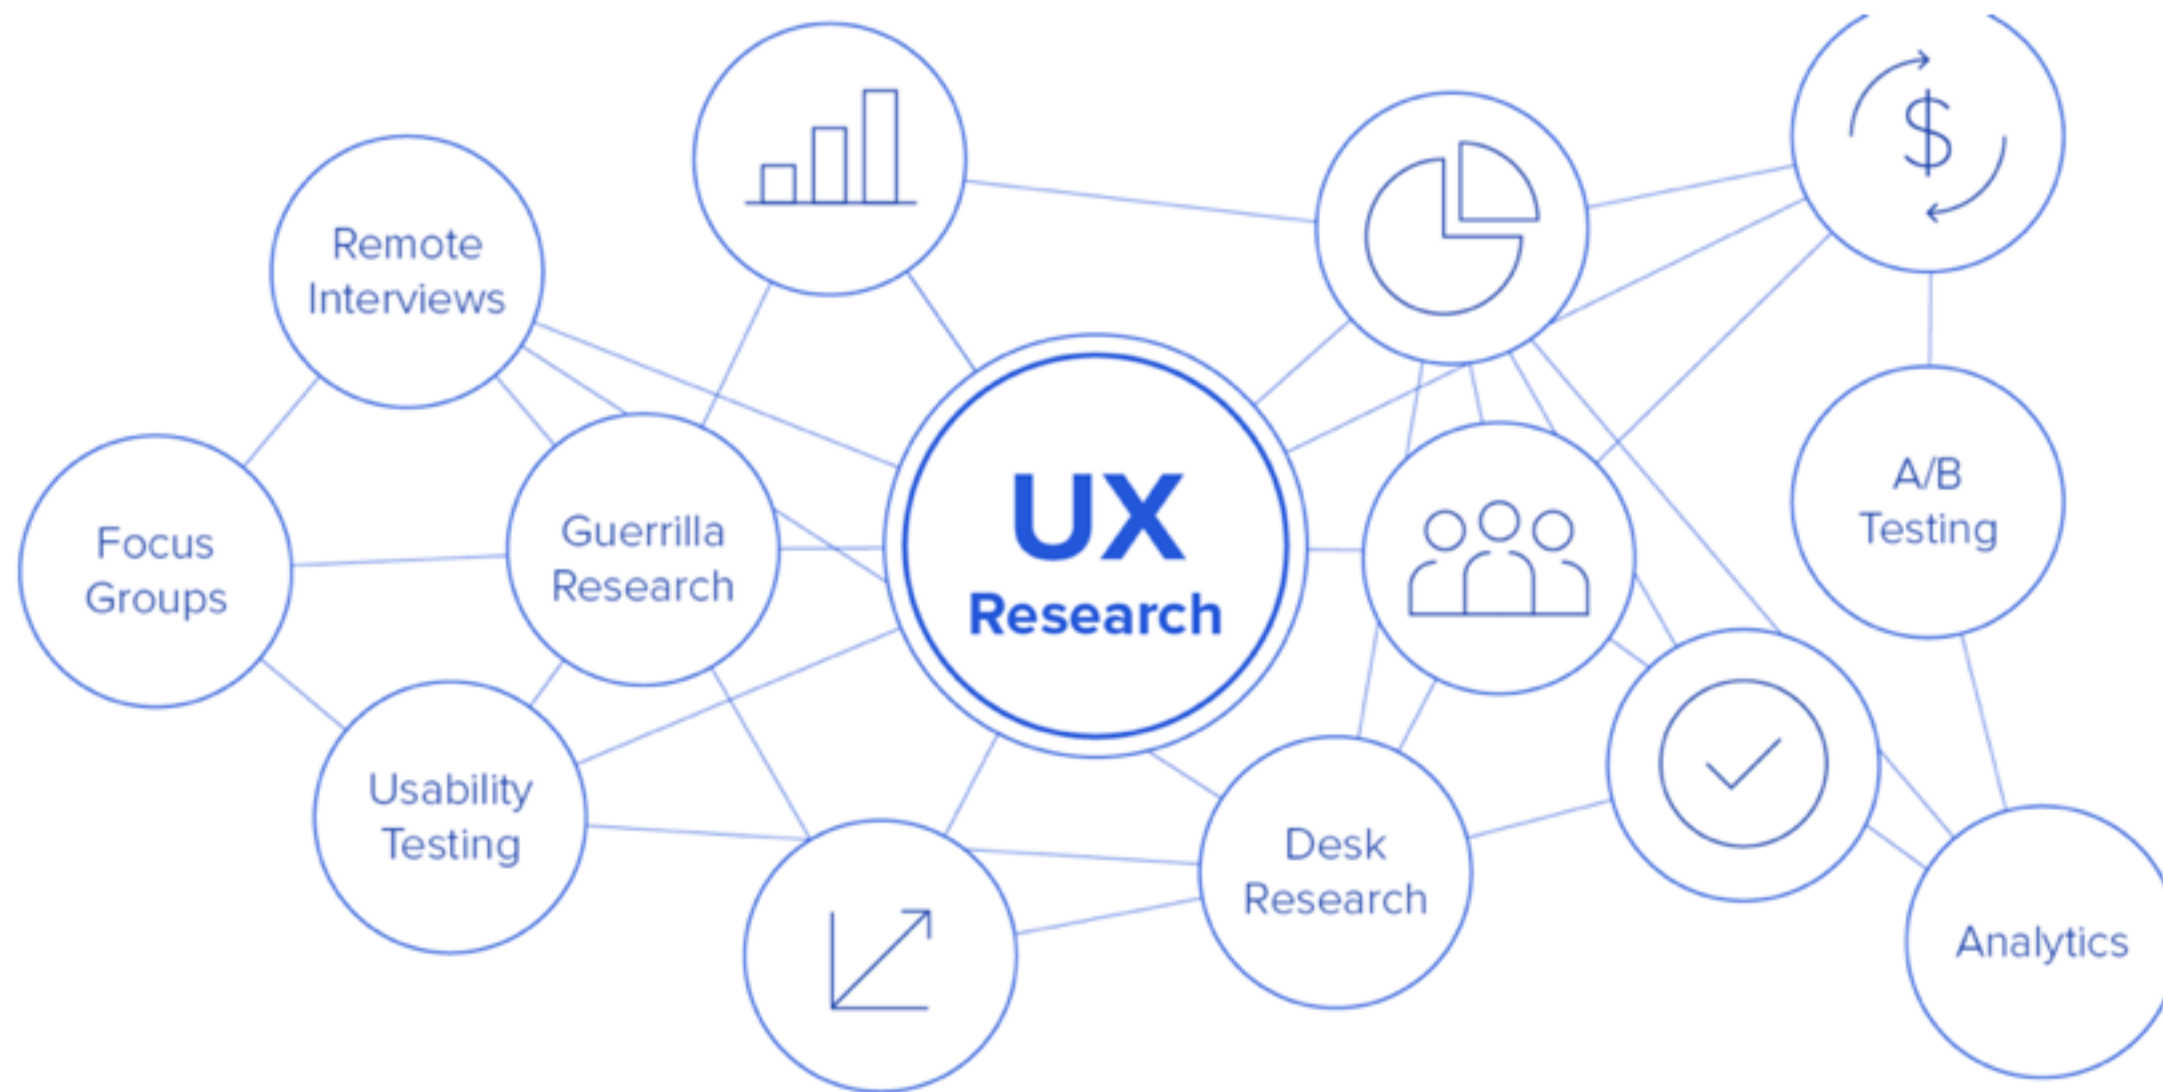 Remote
Interviews
Focus
Groups
Guerrilla
Research
UX
Research
$
A/B
Testing
Usability
Testing
Desk
Research
Analytics